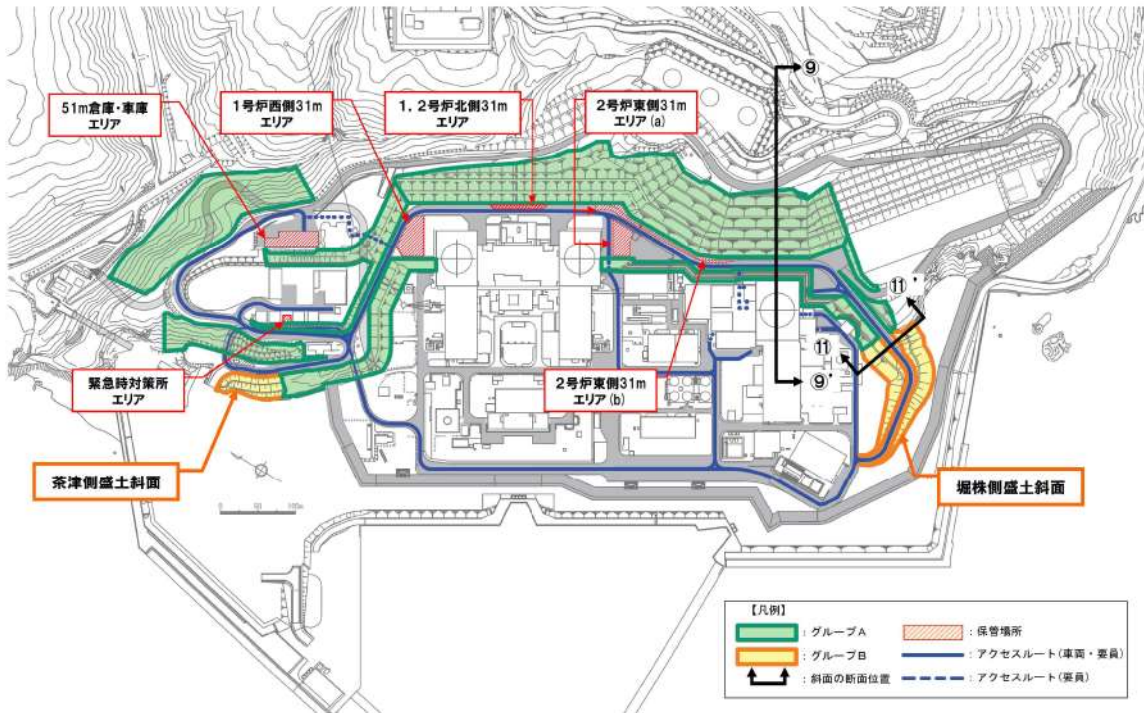 51m倉庫・車庫
エリア
1号炉西側31m
エリア
1,2号炉北側31m
エリア
2号炉東側31m
エリア(a)
⑨
⑪'
⑪
⑨'
緊急時対策所
エリア
2号炉東側31m
エリア(b)
茶津側盛土斜面
堀株側盛土斜面
0 50 100m
【凡例】
:グループA
:グループB
:斜面の断面位置
:保管場所
:アクセスルート(車両・要員)
:アクセスルート(要員)